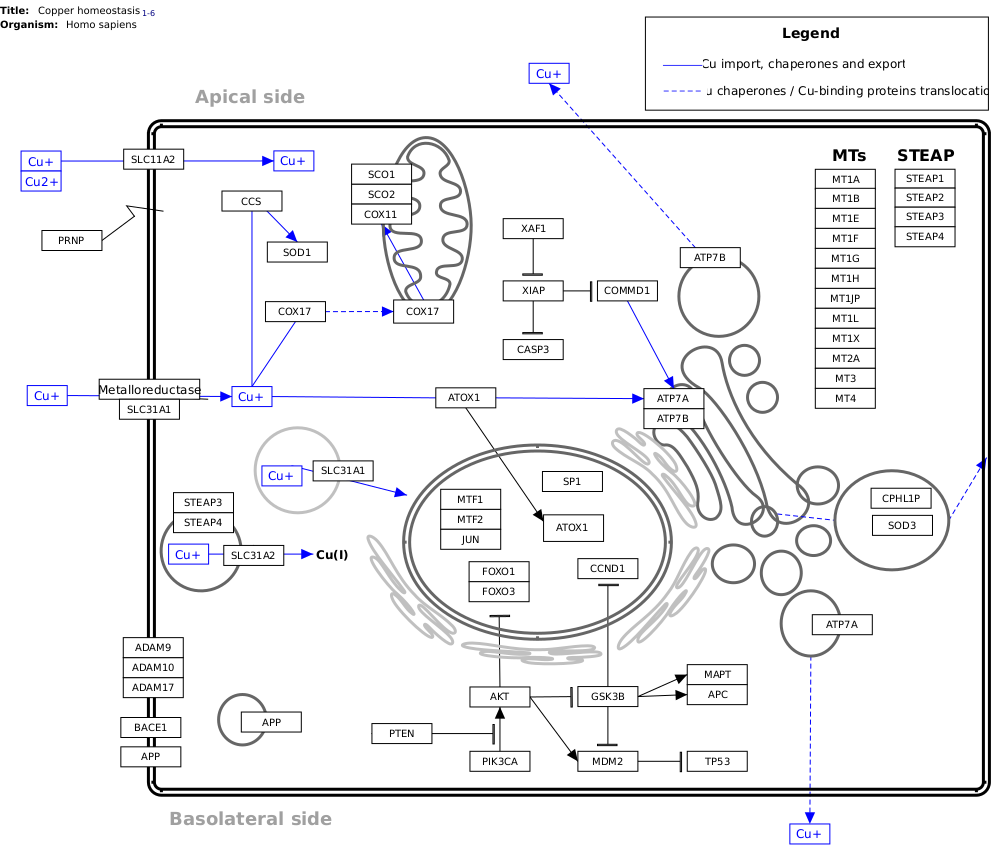 Title: Copper homeostasis 1-6
Organism: Homo sapiens
Legend
Cu import, chaperones and export
u chaperones / Cu-binding proteins translocatio
Apical side
Cu+
Cu+
Cu2+
SLC11A2
Cu+
PRNP
CCS
SOD1
SCO1
SCO2
COX11
COX17
COX17
XAF1
XIAP
COMMD1
CASP3
ATP7B
MTs
MT1A
MT1B
MT1E
MT1F
MT1G
MT1H
MT1JP
MT1L
MT1X
MT2A
MT3
MT4
STEAP
STEAP1
STEAP2
STEAP3
STEAP4
Cu+
Metalloreductase
SLC31A1
Cu+
ATOX1
ATP7A
ATP7B
Cu+
SLC31A1
STEAP3
STEAP4
Cu+
SLC31A2
Cu(I)
MTF1
MTF2
JUN
SP1
ATOX1
FOXO1
FOXO3
CCND1
CPHL1P
SOD3
ATP7A
ADAM9
ADAM10
ADAM17
BACE1
APP
APP
PTEN
AKT
PIK3CA
GSK3B
MDM2
MAPT
APC
TP53
Basolateral side
Cu+